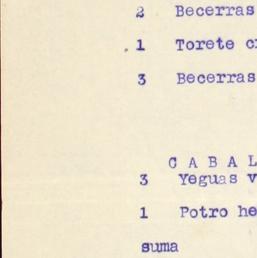 2 Becerras
1 Torete c
3 Becerras
C A B A L
3 Yeguas v
1 Potro he
suma